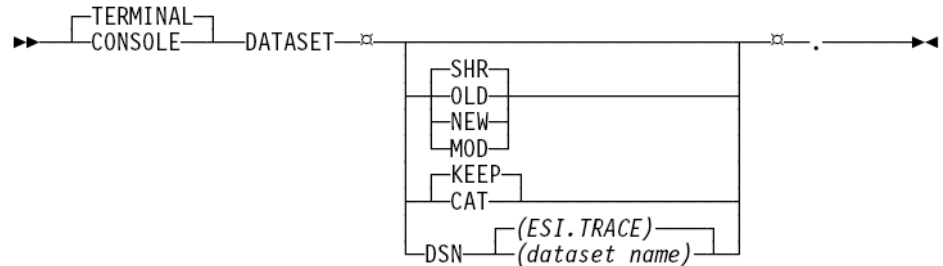 TERMINAL
CONSOLE DATASET ¤ ¤ .
SHR
OLD
NEW
MOD
KEEP
CAT
(ESI.TRACE)
DSN (dataset name)